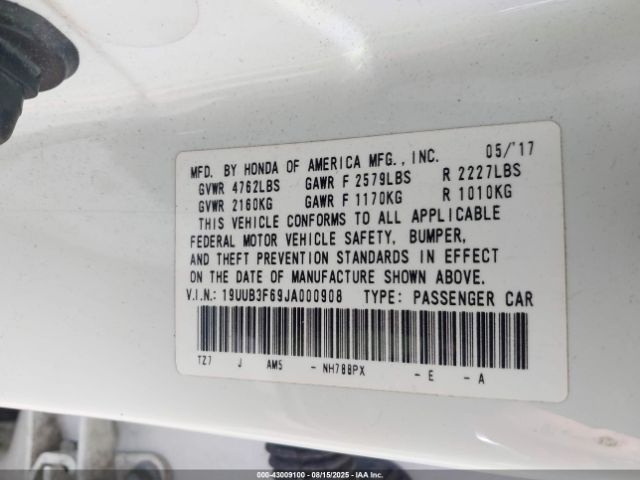 MFD. BY HONDA OF AMERICA MFG., INC. 05/'17
GVWR 4762LBS GAWR F 2579LBS R 2227LBS
GVWR 2160KG GAWR F 1170KG R 1010KG
THIS VEHICLE CONFORMS TO ALL APPLICABLE
FEDERAL MOTOR VEHICLE SAFETY, BUMPER,
AND THEFT PREVENTION STANDARDS IN EFFECT
ON THE DATE OF MANUFACTURE SHOWN ABOVE.
V.I.N.: 19UUB3F69JA000908 TYPE: PASSENGER CAR
TZ7 J AM5 - NH788PX - E - A
000-43009100 - 08/15/2025 - IAA Inc.